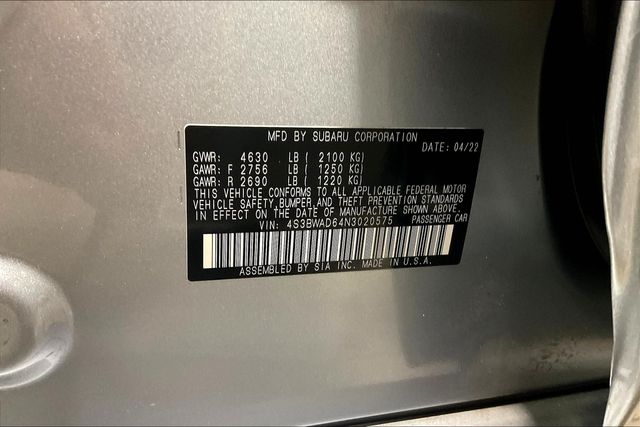 MFD BY SUBARU CORPORATION
DATE: 04/22
GVWR: 4630 LB ( 2100 KG)
GAWR: F 2756 LB ( 1250 KG)
GAWR: R 2690 LB ( 1220 KG)
THIS VEHICLE CONFORMS TO ALL APPLICABLE FEDERAL MOTOR
VEHICLE SAFETY,BUMPER,AND THEFT PREVENTION STANDARDS
IN EFFECT ON THE DATE OF MANUFACTURE SHOWN ABOVE.
VIN: 4S3BWAD64N3020575 PASSENGER CAR
ASSEMBLED BY SIA INC. MADE IN U.S.A.